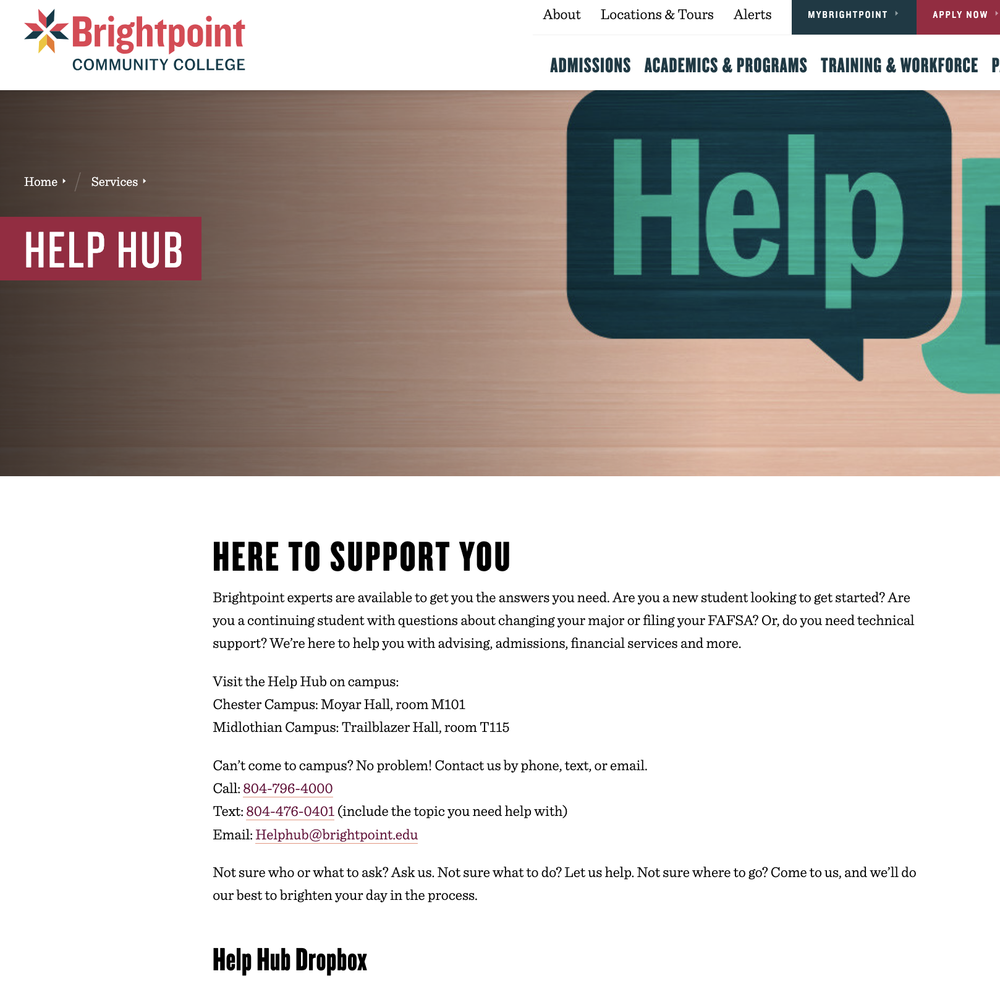 Brightpoint
COMMUNITY COLLEGE
About Locations & Tours Alerts MYBRIGHTPOINT APPLY NOW
ADMISSIONS ACADEMICS & PROGRAMS TRAINING & WORKFORCE
Help
Home / Services
HELP HUB
HERE TO SUPPORT YOU
Brightpoint experts are available to get you the answers you need. Are you a new student looking to get started? Are
you a continuing student with questions about changing your major or filing your FAFSA? Or, do you need technical
support? We’re here to help you with advising, admissions, financial services and more.
Visit the Help Hub on campus:
Chester Campus: Moyar Hall, room M101
Midlothian Campus: Trailblazer Hall, room T115
Can’t come to campus? No problem! Contact us by phone, text, or email.
Call: 804-796-4000
Text: 804-476-0401 (include the topic you need help with)
Email: Helphub@brightpoint.edu
Not sure who or what to ask? Ask us. Not sure what to do? Let us help. Not sure where to go? Come to us, and we’ll do
our best to brighten your day in the process.
Help Hub Dropbox